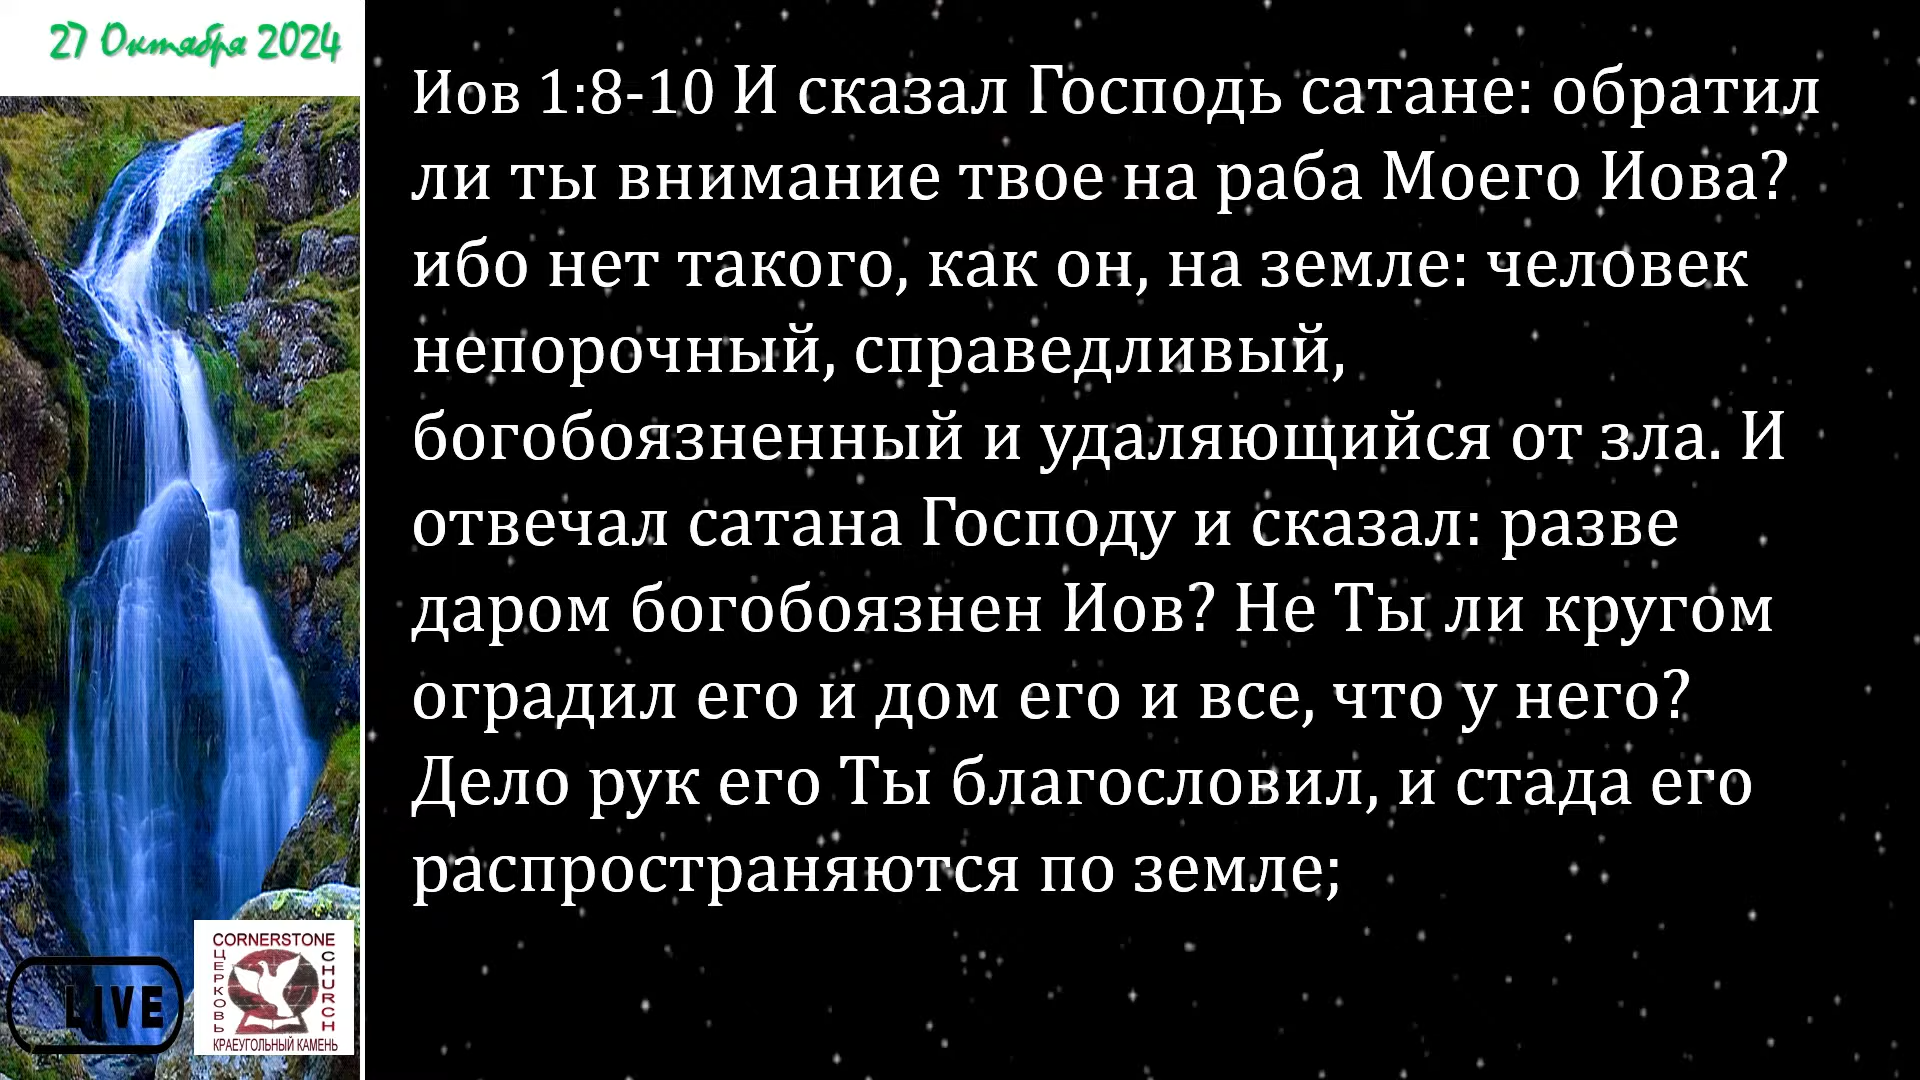 27 Октября 2024
Иов 1:8-10 И сказал Господь сатане: обратил
ли ты внимание твое на раба Моего Иова?
ибо нет такого, как он, на земле: человек
непорочный, справедливый,
богобоязненный и удаляющийся от зла. И
отвечал сатана Господу и сказал: разве
даром богобоязнен Иов? Не Ты ли кругом
оградил его и дом его и все, что у него?
Дело рук его Ты благословил, и стада его
распространяются по земле;
LIVE
CORNERSTONE
ЦЕРКОВЬ
CHURCH
КРАЕУГОЛЬНЫЙ КАМЕНЬ